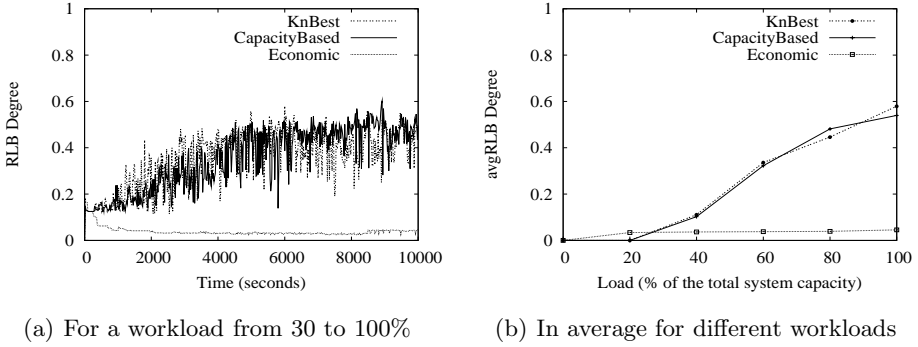 1
0.8
0.6
0.4
0.2
0
0 2000 4000 6000 8000 10000
RLB Degree
Time (seconds)
KnBest
CapacityBased
Economic
(a) For a workload from 30 to 100%
1
0.8
0.6
0.4
0.2
0
0 20 40 60 80 100
avgRLB Degree
Load (% of the total system capacity)
KnBest
CapacityBased
Economic
(b) In average for different workloads